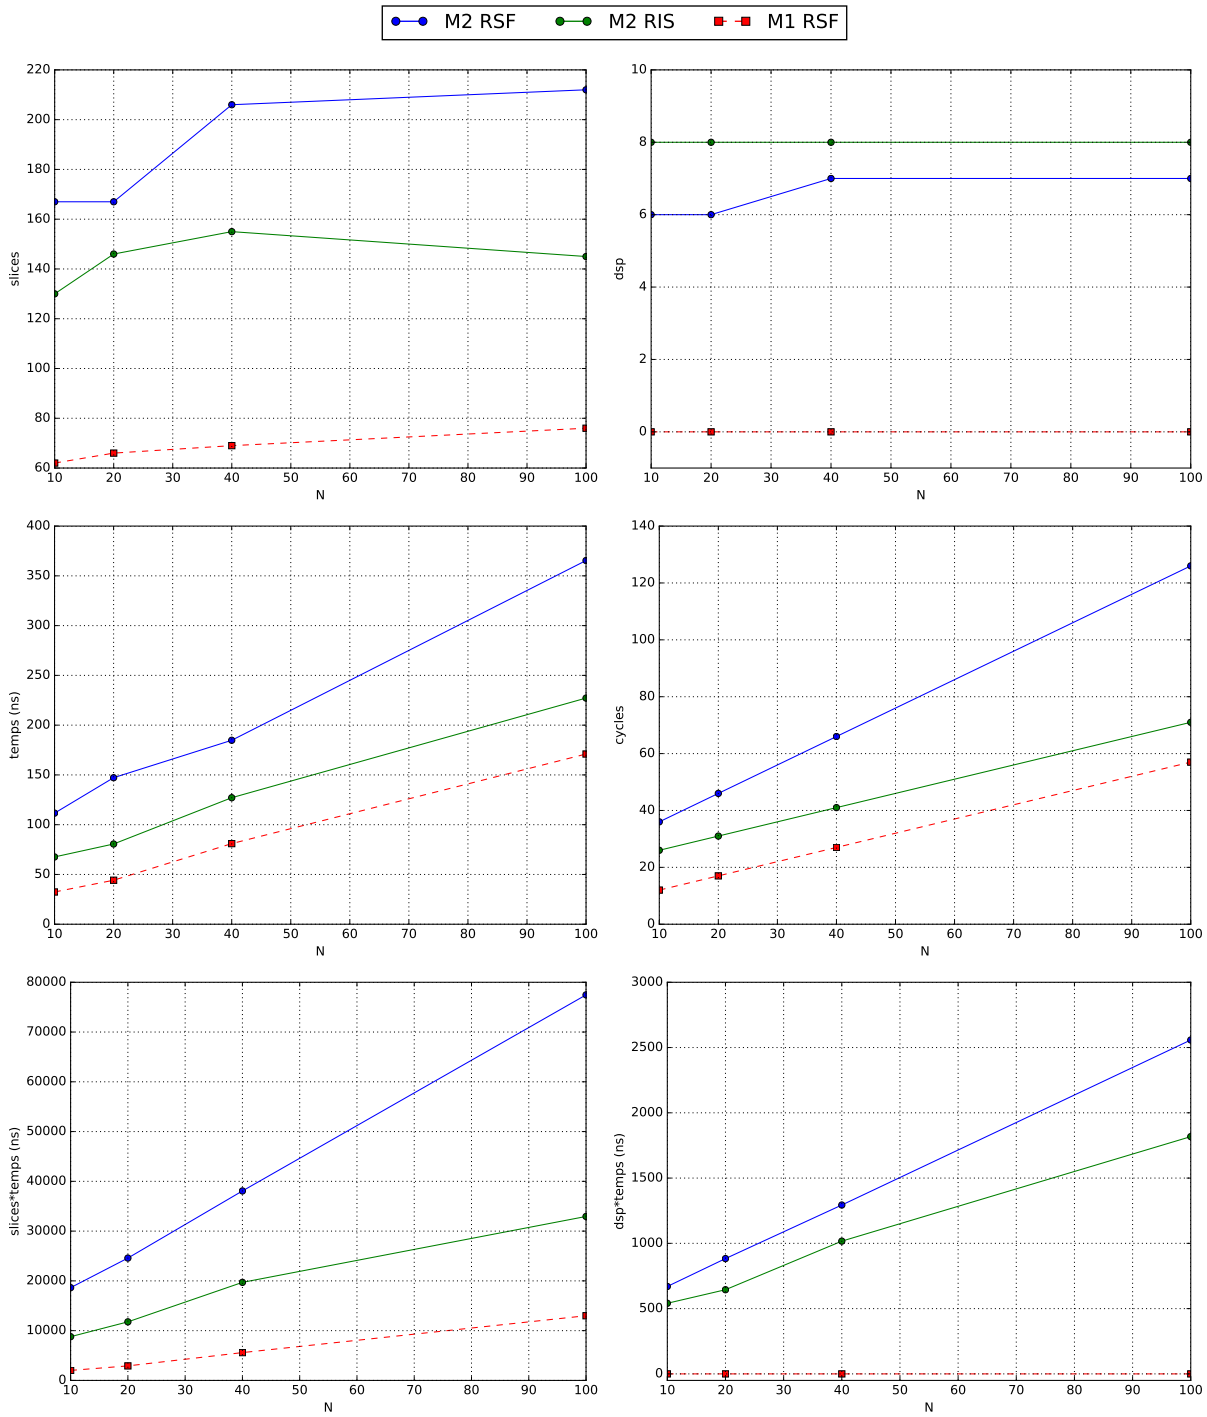 M2 RSF M2 RIS M1 RSF
220
200
180
160
140
120
100
80
60
slices
10 20 30 40 50 60 70 80 90 100
N
10
8
6
4
2
0
dsp
10 20 30 40 50 60 70 80 90 100
N
400
350
300
250
200
150
100
50
0
temps (ns)
10 20 30 40 50 60 70 80 90 100
N
140
120
100
80
60
40
20
0
cycles
10 20 30 40 50 60 70 80 90 100
N
80000
70000
60000
50000
40000
30000
20000
10000
0
slices*temps (ns)
10 20 30 40 50 60 70 80 90 100
N
3000
2500
2000
1500
1000
500
0
dsp*temps (ns)
10 20 30 40 50 60 70 80 90 100
N